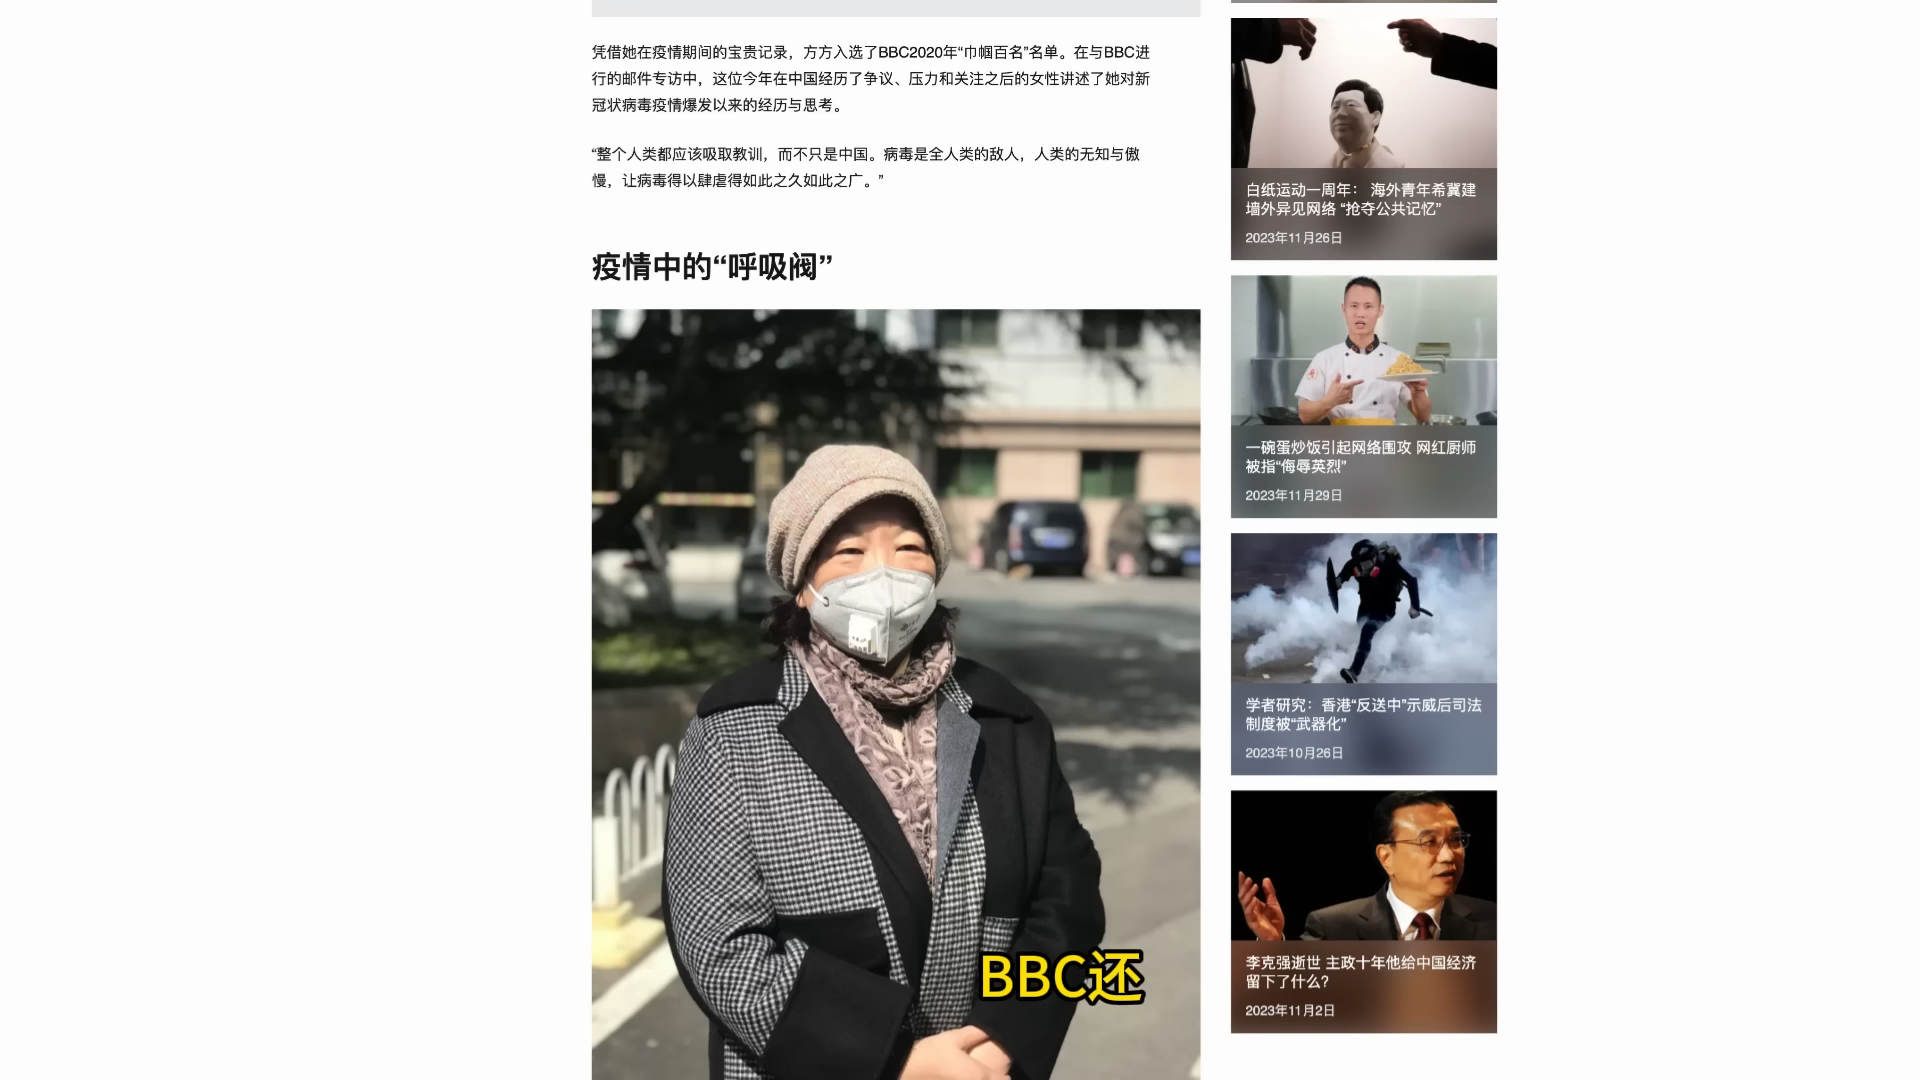 凭借她在疫情期间的宝贵记录，方方入选了BBC2020年“巾帼百名”名单。在与BBC进
行的邮件专访中，这位今年在中国经历了争议、压力和关注之后的女性讲述了她对新
冠状病毒疫情爆发以来的经历与思考。
“整个人类都应该吸取教训，而不只是中国。病毒是全人类的敌人，人类的无知与傲
慢，让病毒得以肆虐得如此之久如此之广。”
疫情中的“呼吸阀”
BBC还
白纸运动一周年： 海外青年希冀建
墙外异见网络 “抢夺公共记忆”
2023年11月26日
一碗蛋炒饭引起网络围攻 网红厨师
被指“侮辱英烈”
2023年11月29日
学者研究：香港“反送中”示威后司法
制度被“武器化”
2023年10月26日
李克强逝世 主政十年他给中国经济
留下了什么？
2023年11月2日